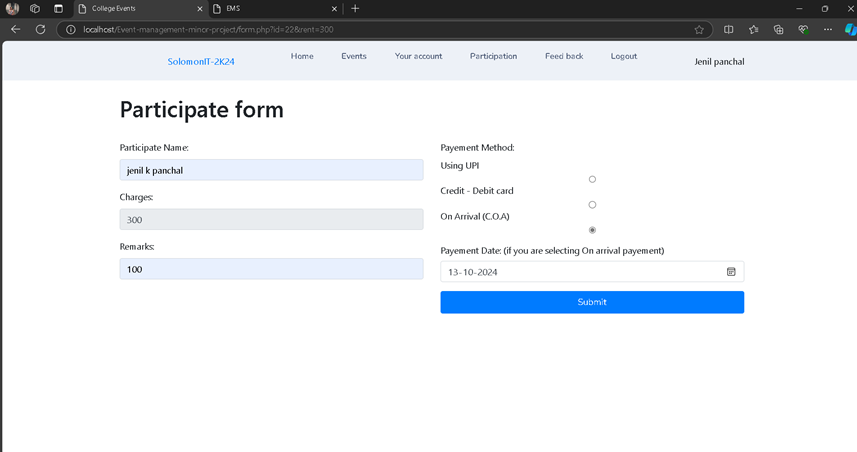 College Events
EMS
localhost/Event-management-minor-project/form.php?id=22&rent=300
SolomonIT-2K24
Home
Events
Your account
Participation
Feed back
Logout
Jenil panchal
Participate form
Participate Name:
jenil k panchal
Charges:
300
Remarks:
100
Payement Method:
Using UPI
Credit - Debit card
On Arrival (C.O.A)
Payement Date: (if you are selecting On arrival payement)
13-10-2024
Submit